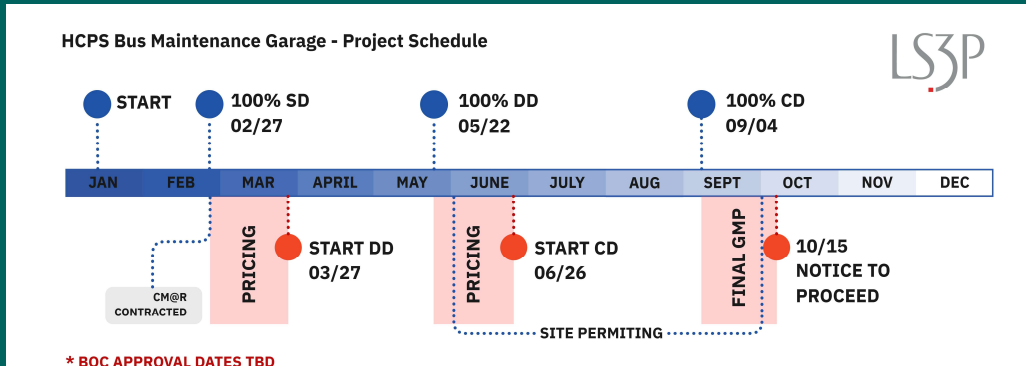 HCPS Bus Maintenance Garage - Project Schedule
LS3P
START
100% SD
02/27
100% DD
05/22
100% CD
09/04
JAN FEB MAR APRIL MAY JUNE JULY AUG SEPT OCT NOV DEC
PRICING
START DD
03/27
PRICING
START CD
06/26
FINAL GMP
10/15
NOTICE TO
PROCEED
CM@R
CONTRACTED
SITE PERMITING
* BOC APPROVAL DATES TBD